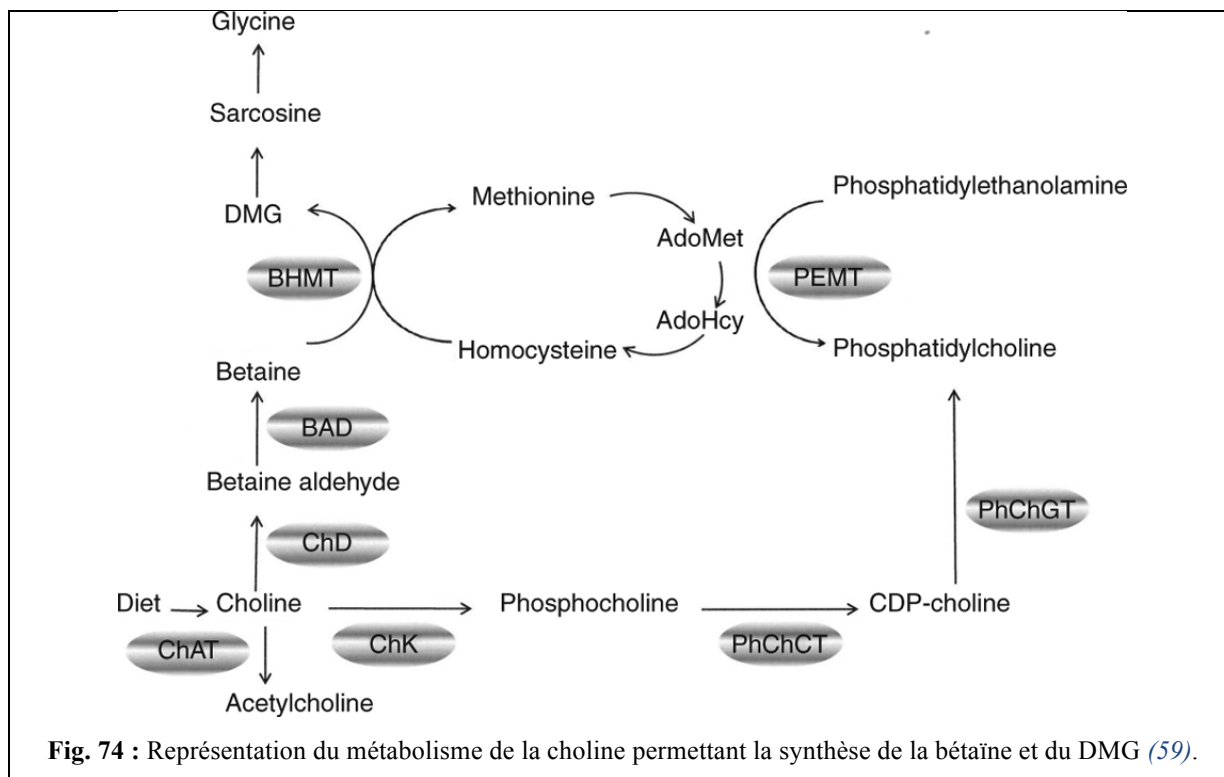 Glycine
Sarcosine
DMG
Methionine
Phosphatidylethanolamine
AdoMet
BHMT
PEMT
AdoHcy
Homocysteine
Phosphatidylcholine
Betaine
BAD
Betaine aldehyde
PhChGT
ChD
Diet
Choline
Phosphocholine
CDP-choline
ChAT
ChK
PhChCT
Acetylcholine
Fig. 74 : Représentation du métabolisme de la choline permettant la synthèse de la bétaïne et du DMG (59).